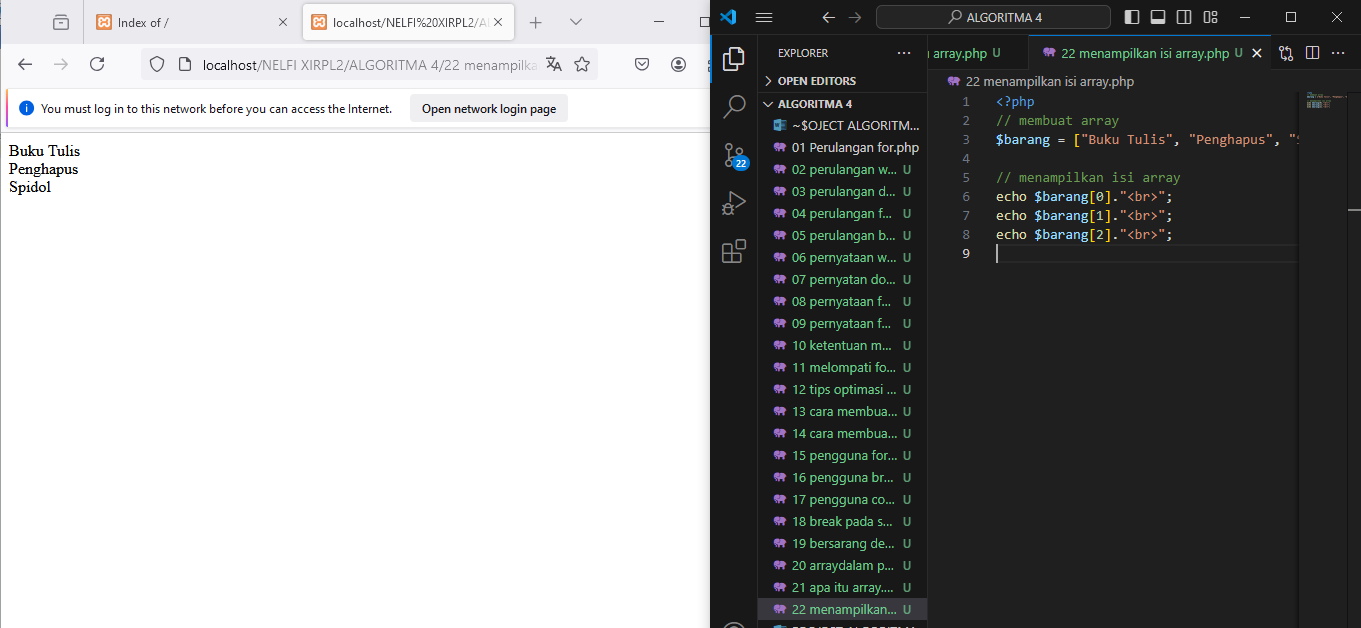 Index of /
localhost/NELFI%20XIRPL2/AL
localhost/NELFI XIRPL2/ALGORITMA 4/22 menampilka
You must log in to this network before you can access the Internet.
Open network login page
Buku Tulis
Penghapus
Spidol
ALGORITMA 4
EXPLORER
OPEN EDITORS
ALGORITMA 4
~$OJECT ALGORITM...
01 Perulangan for.php
02 perulangan w... U
03 perulangan d... U
04 perulangan f... U
05 perulangan b... U
06 pernyataan w... U
07 pernyatan do... U
08 pernyataan f... U
09 pernyataan f... U
10 ketentuan m... U
11 melompati fo... U
12 tips optimasi ... U
13 cara membua... U
14 cara membua... U
15 pengguna for... U
16 pengguna br... U
17 pengguna co... U
18 break pada s... U
19 bersarang de... U
20 arraydalam p... U
21 apa itu array.... U
22 menampilkan... U
22
array.php U
22 menampilkan isi array.php U
22 menampilkan isi array.php
1 <?php
2 // membuat array
3 $barang = ["Buku Tulis", "Penghapus", "S
4
5 // menampilkan isi array
6 echo $barang[0]."<br>";
7 echo $barang[1]."<br>";
8 echo $barang[2]."<br>";
9